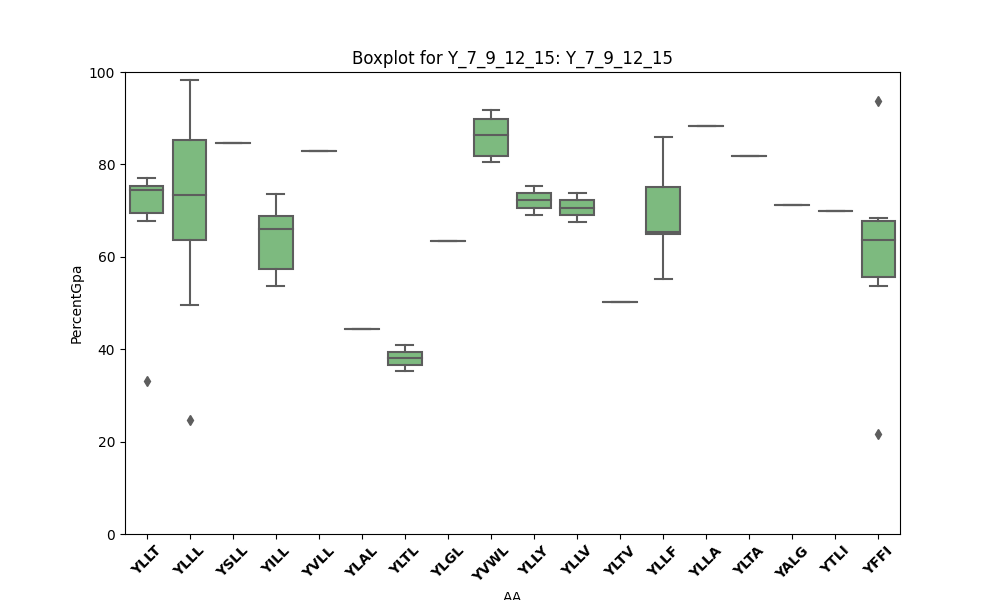 Boxplot for Y_7_9_12_15: Y_7_9_12_15
100
80
60
40
20
0
PercentGpa
YLLT YLLL YSLL YILL YVLL YLAL YLTL YLGL YVWL YLLY YLLV YLTV YLLF YLLA YLTA YALG YTLI YFFI
AA